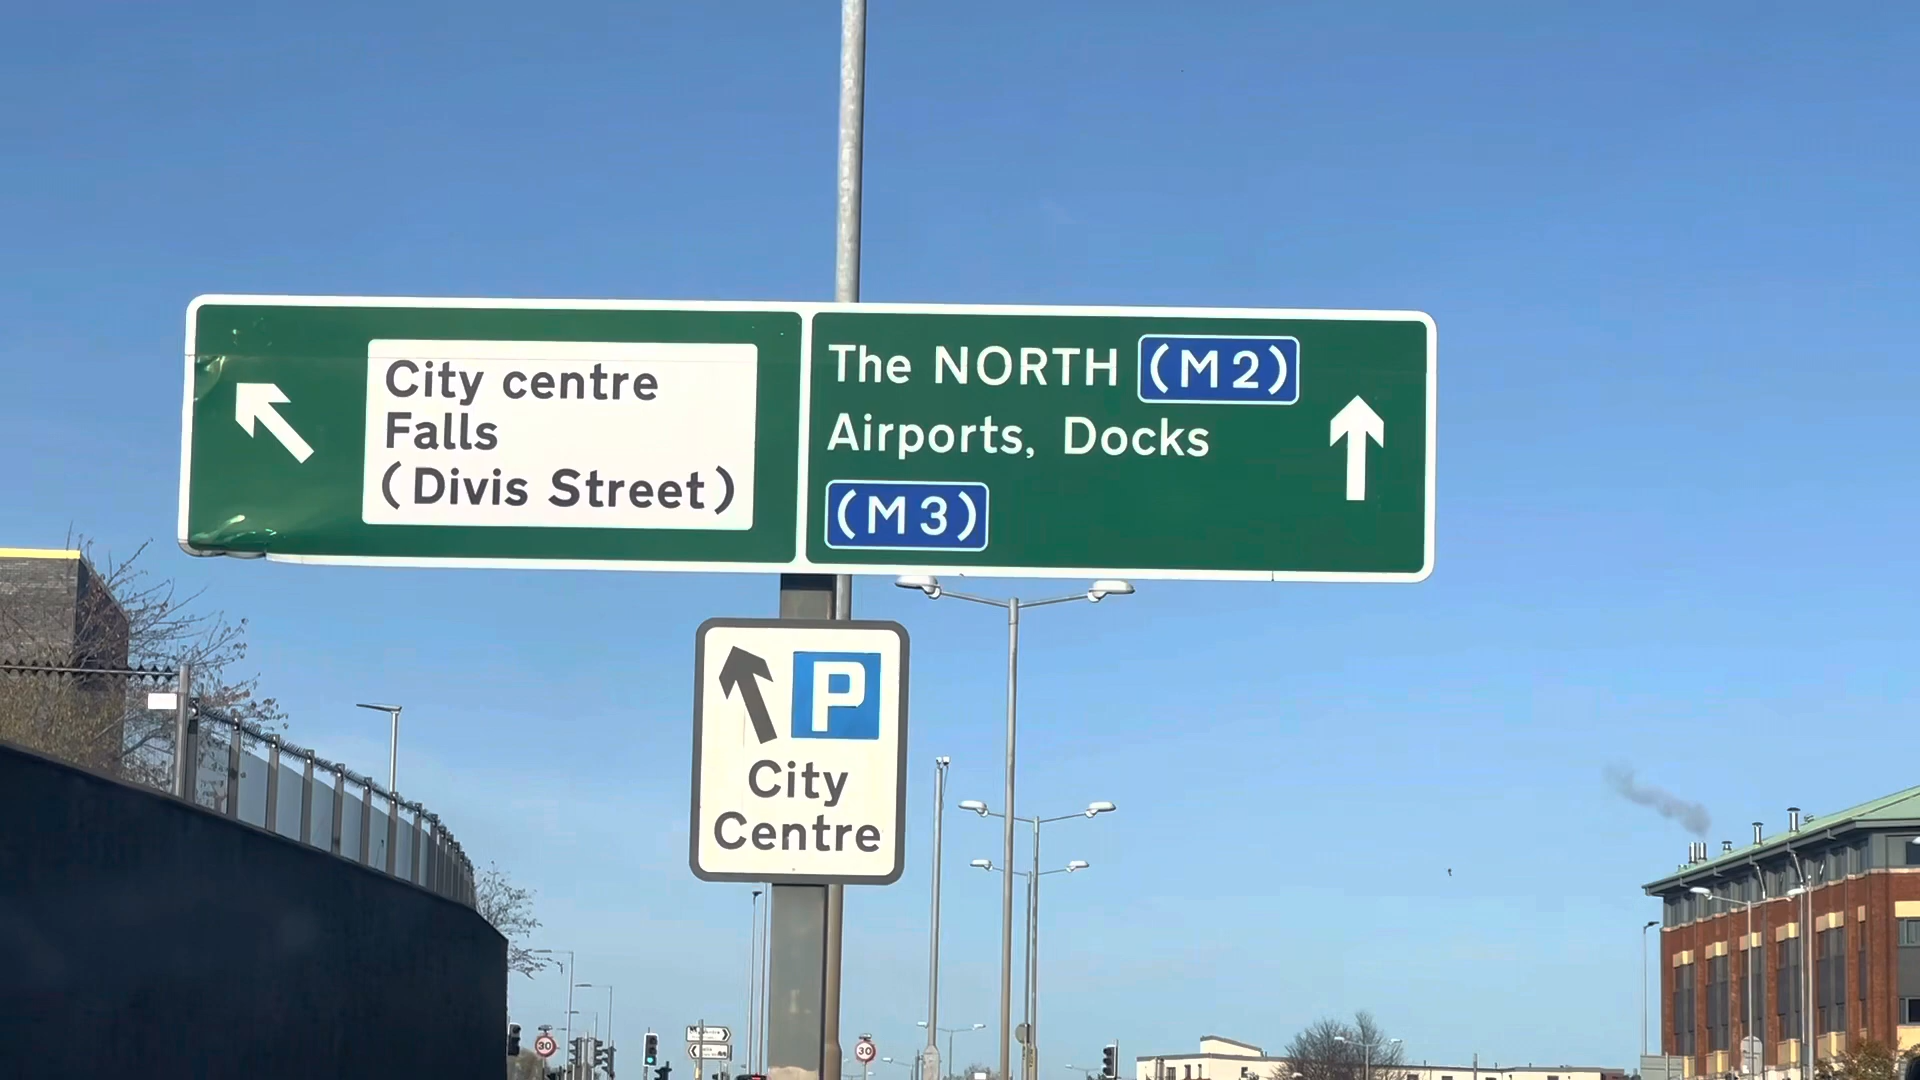 City centre
Falls
(Divis Street)
The NORTH (M2)
Airports, Docks
(M3)
P
City
Centre
30
30